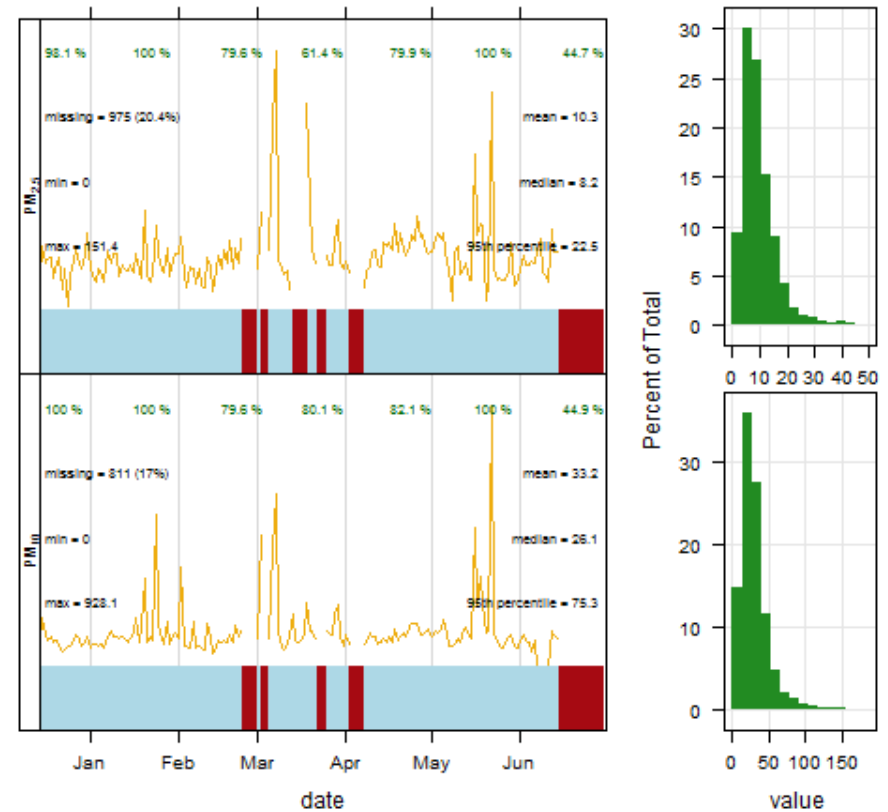 98.1 % 100 % 79.6 % 61.4 % 79.9 % 100 % 44.7 %
missing = 975 (20.4%) mean = 10.3
min = 0 median = 8.2
max = 151.4 95th percentile = 22.5
PM2.5
100 % 100 % 79.6 % 80.1 % 82.1 % 100 % 44.9 %
missing = 811 (17%) mean = 33.2
min = 0 median = 26.1
max = 928.1 95th percentile = 75.3
PM10
Jan Feb Mar Apr May Jun
date
Percent of Total
30
25
20
15
10
5
0
0 10 20 30 40 50
30
20
10
0
0 50 100 150
value